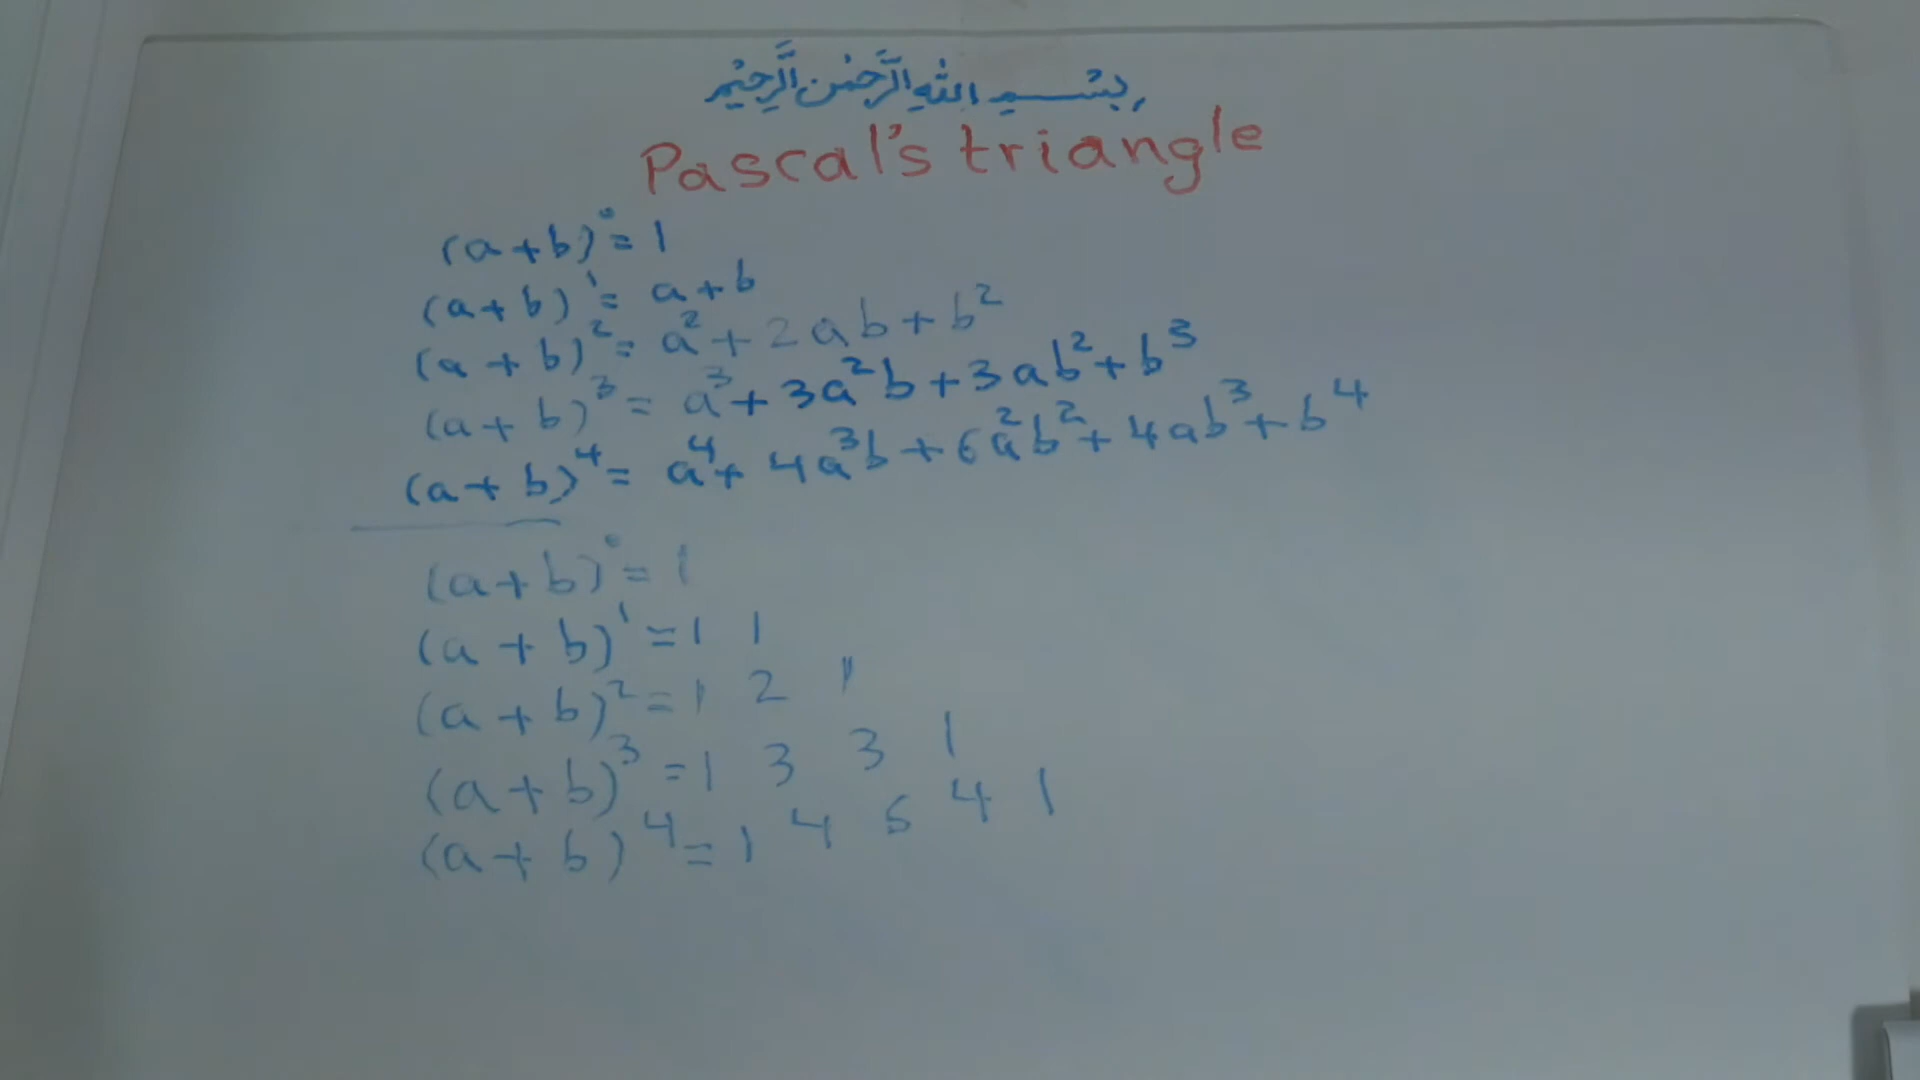 بِسْمِ اللهِ الرَّحْمٰنِ الرَّحِيْمِ
Pascal's triangle
(a+b)⁰=1
(a+b)¹= a+b
(a+b)²= a²+2ab+b²
(a+b)³= a³+3a²b+3ab²+b³
(a+b)⁴= a⁴+4a³b+6a²b²+4ab³+b⁴
(a+b)⁰=1
(a+b)¹=1 1
(a+b)²=1 2 1
(a+b)³=1 3 3 1
(a+b)⁴=1 4 6 4 1